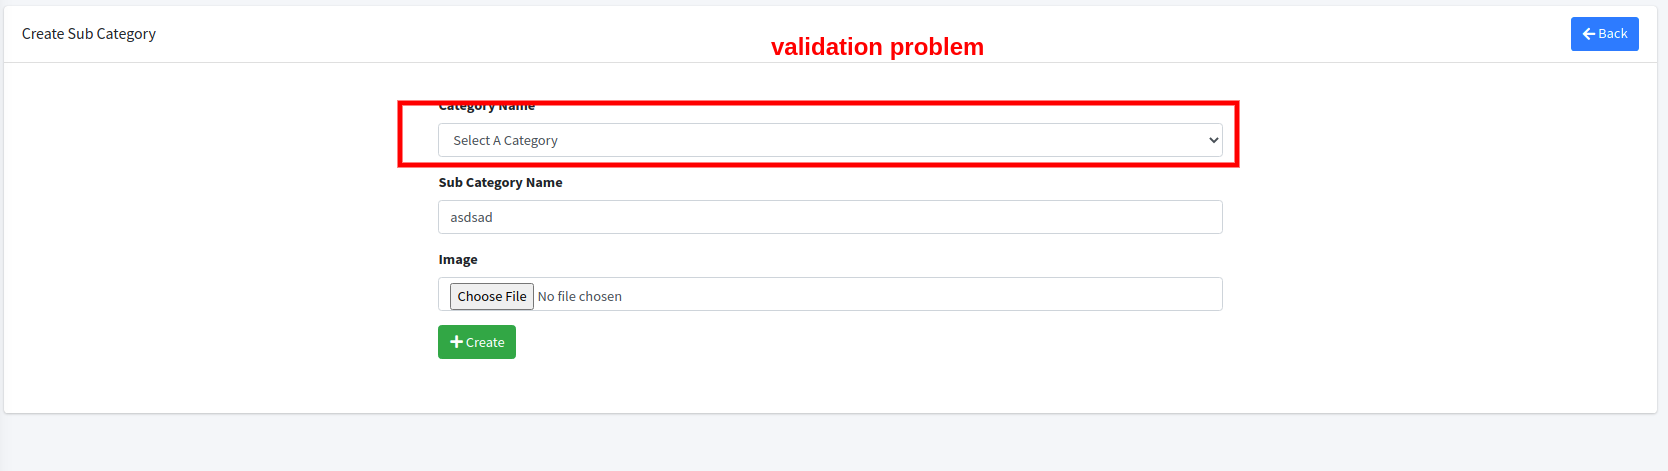 Create Sub Category
validation problem
Back
Category Name
Select A Category
Sub Category Name
asdsad
Image
Choose File No file chosen
Create